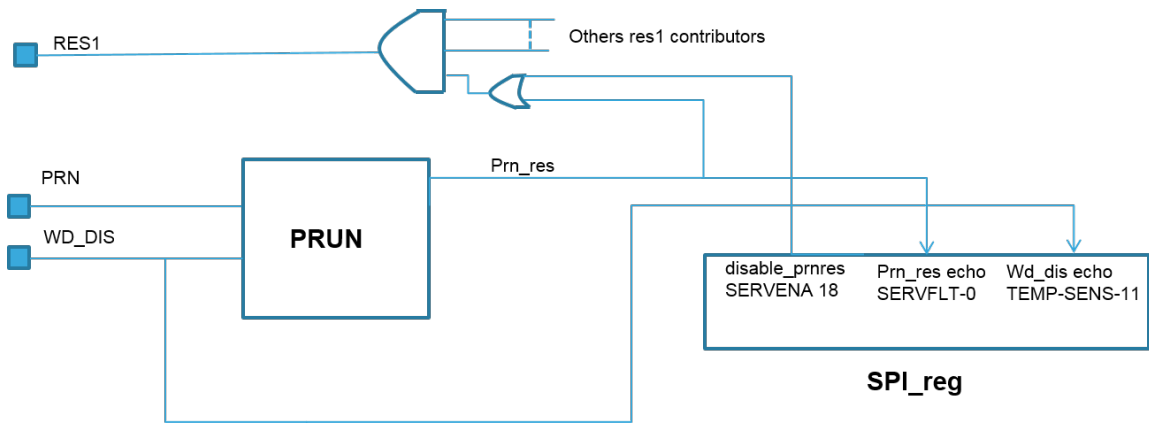 RES1
Others res1 contributors
PRN
Prn_res
WD_DIS
PRUN
disable_prnres
SERVENA 18
Prn_res echo
SERVFLT-0
Wd_dis echo
TEMP-SENS-11
SPI_reg